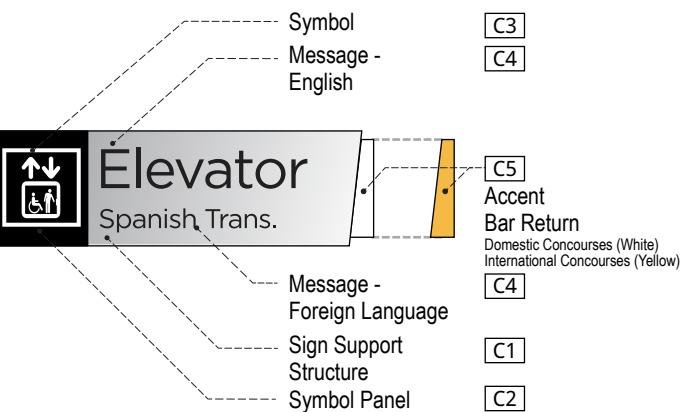 Symbol C3
Message - C4
English
Elevator
Spanish Trans.
C5
Accent
Bar Return
Domestic Concourses (White)
International Concourses (Yellow)
Message - C4
Foreign Language
Sign Support C1
Structure
Symbol Panel C2